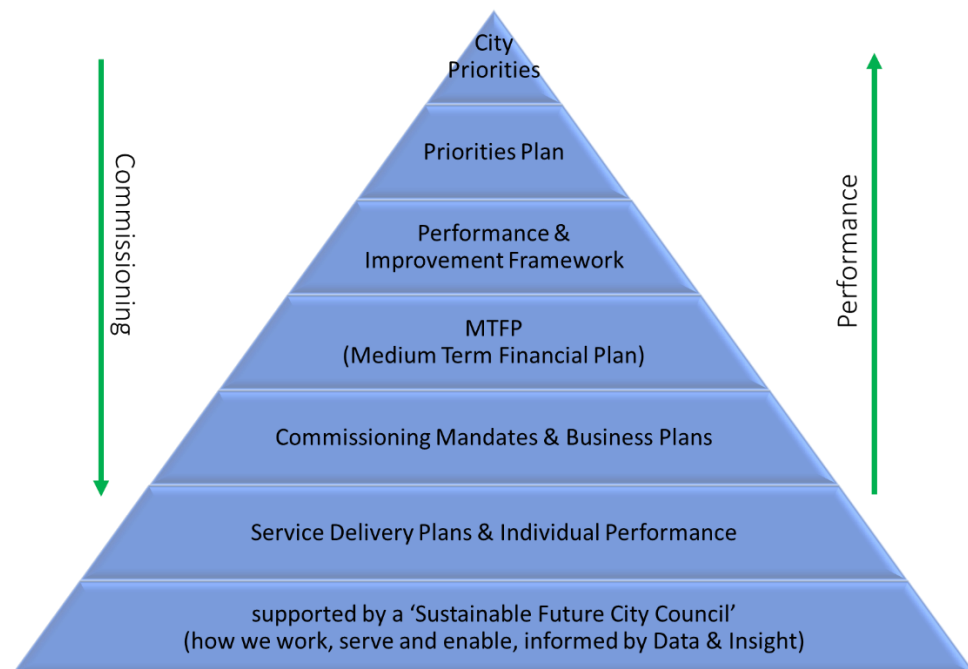 City
Priorities
Commissioning
Performance
Priorities Plan
Performance &
Improvement Framework
MTFP
(Medium Term Financial Plan)
Commissioning Mandates & Business Plans
Service Delivery Plans & Individual Performance
supported by a ‘Sustainable Future City Council’
(how we work, serve and enable, informed by Data & Insight)